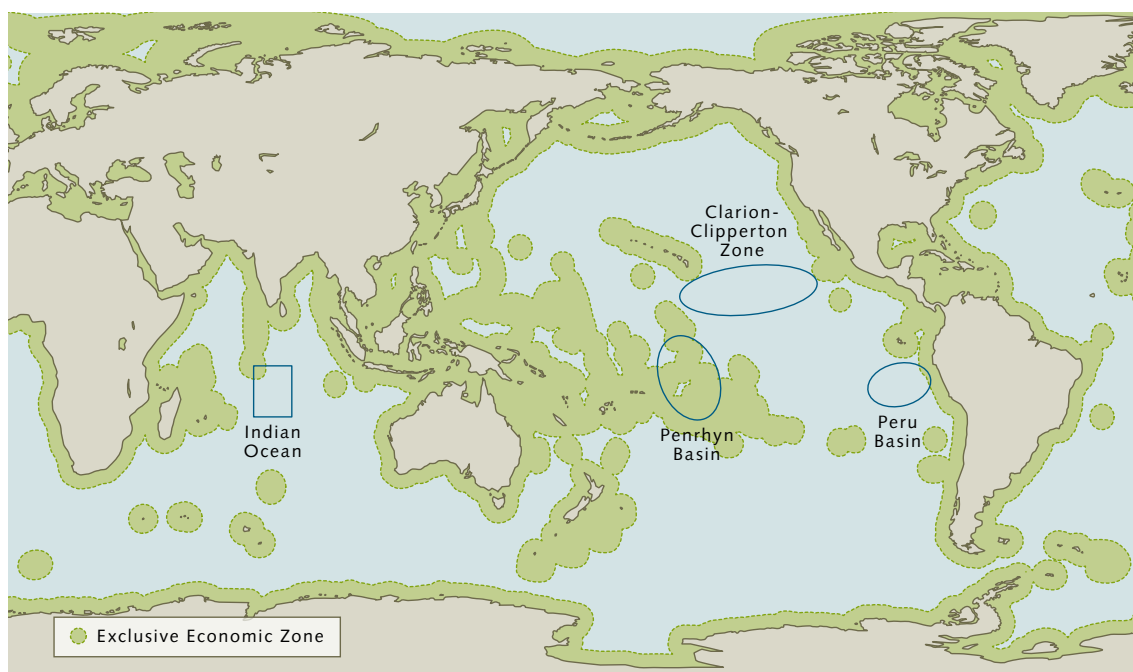 Clarion-
Clipperton
Zone
Indian
Ocean
Penrhyn
Basin
Peru
Basin
Exclusive Economic Zone